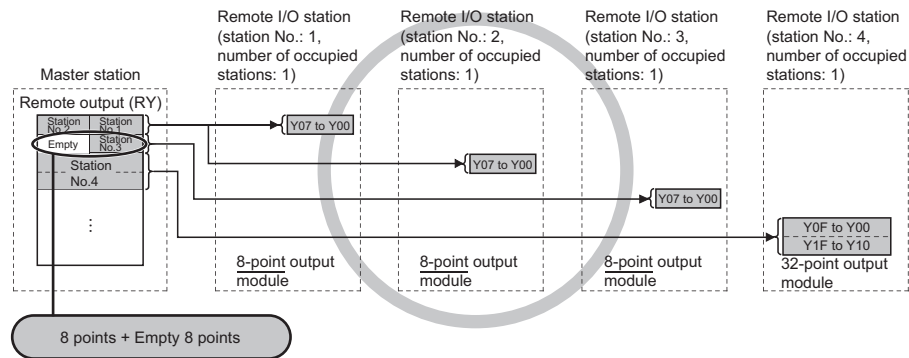 Remote I/O station
(station No.: 1,
number of occupied
stations: 1)
Remote I/O station
(station No.: 2,
number of occupied
stations: 1)
Remote I/O station
(station No.: 3,
number of occupied
stations: 1)
Remote I/O station
(station No.: 4,
number of occupied
stations: 1)
Master station
Remote output (RY)
Station
No.2
Station
No.1
Empty
Station
No.3
Station
No.4
⋮
Y07 to Y00
Y07 to Y00
Y07 to Y00
Y0F to Y00
Y1F to Y10
8-point output
module
8-point output
module
8-point output
module
32-point output
module
8 points + Empty 8 points